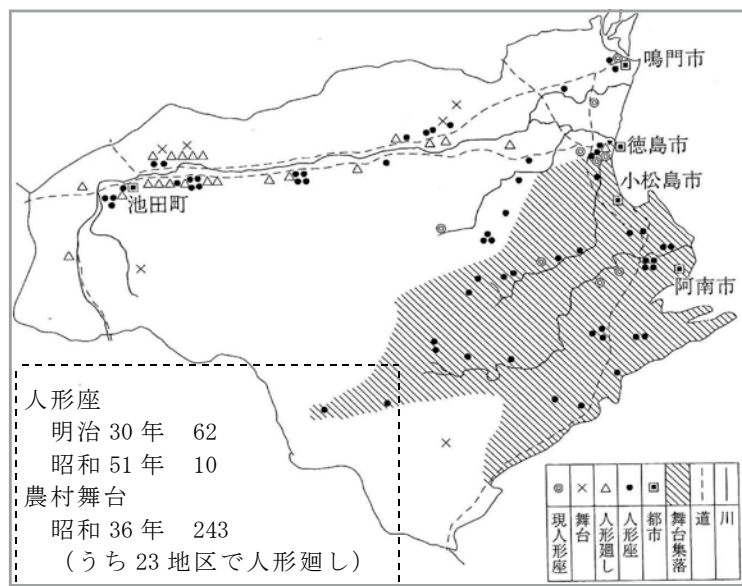 鳴門市
徳島市
小松島市
池田町
阿南市
人形座
明治 30 年 62
昭和 51 年 10
農村舞台
昭和 36 年 243
(うち 23 地区で人形廻し)
現人形座
舞台
人形廻し
人形座
都市
舞台集落
道
川